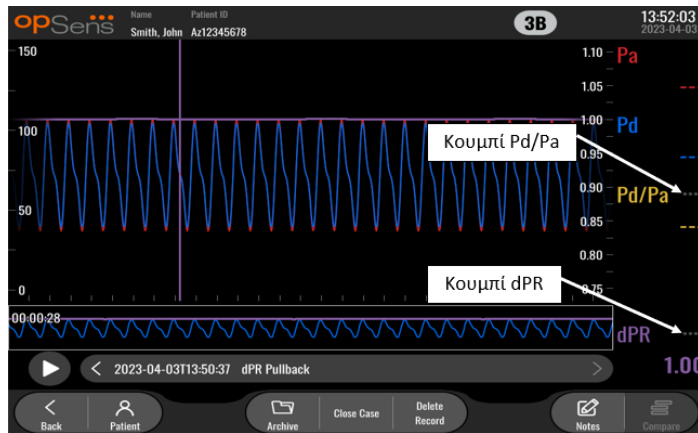 opSens
Name
Patient ID
Smith, John
Az12345678
3B
13:52:03
2023-04-03
150
100
50
0
1.10
1.05
1.00
0.95
0.90
0.85
0.80
0.75
Pa
--
Pd
--
Pd/Pa
---
dPR
---
1.00
Κουμπί Pd/Pa
Κουμπί dPR
00:00:28
< 2023-04-03T13:50:37 dPR Pullback >
Back
Patient
Archive
Close Case
Delete
Record
Notes
Compare